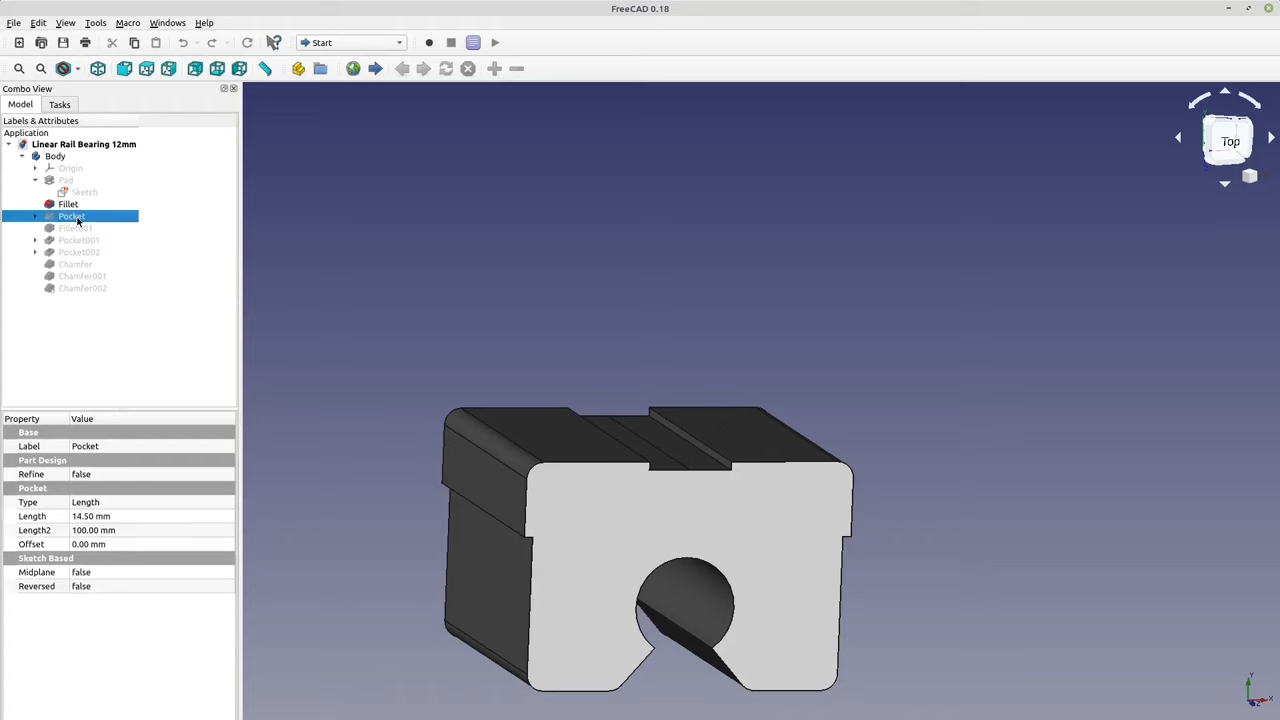 FreeCAD 0.18
File Edit View Tools Macro Windows Help
Start
Combo View
Model Tasks
Labels & Attributes
Application
Linear Rail Bearing 12mm
Body
Origin
Pad
Sketch
Fillet
Pocket
Fillet001
Pocket001
Pocket002
Chamfer
Chamfer001
Chamfer002
Property Value
Base
Label Pocket
Part Design
Refine false
Pocket
Type Length
Length 14.50 mm
Length2 100.00 mm
Offset 0.00 mm
Sketch Based
Midplane false
Reversed false
Top
Y
X